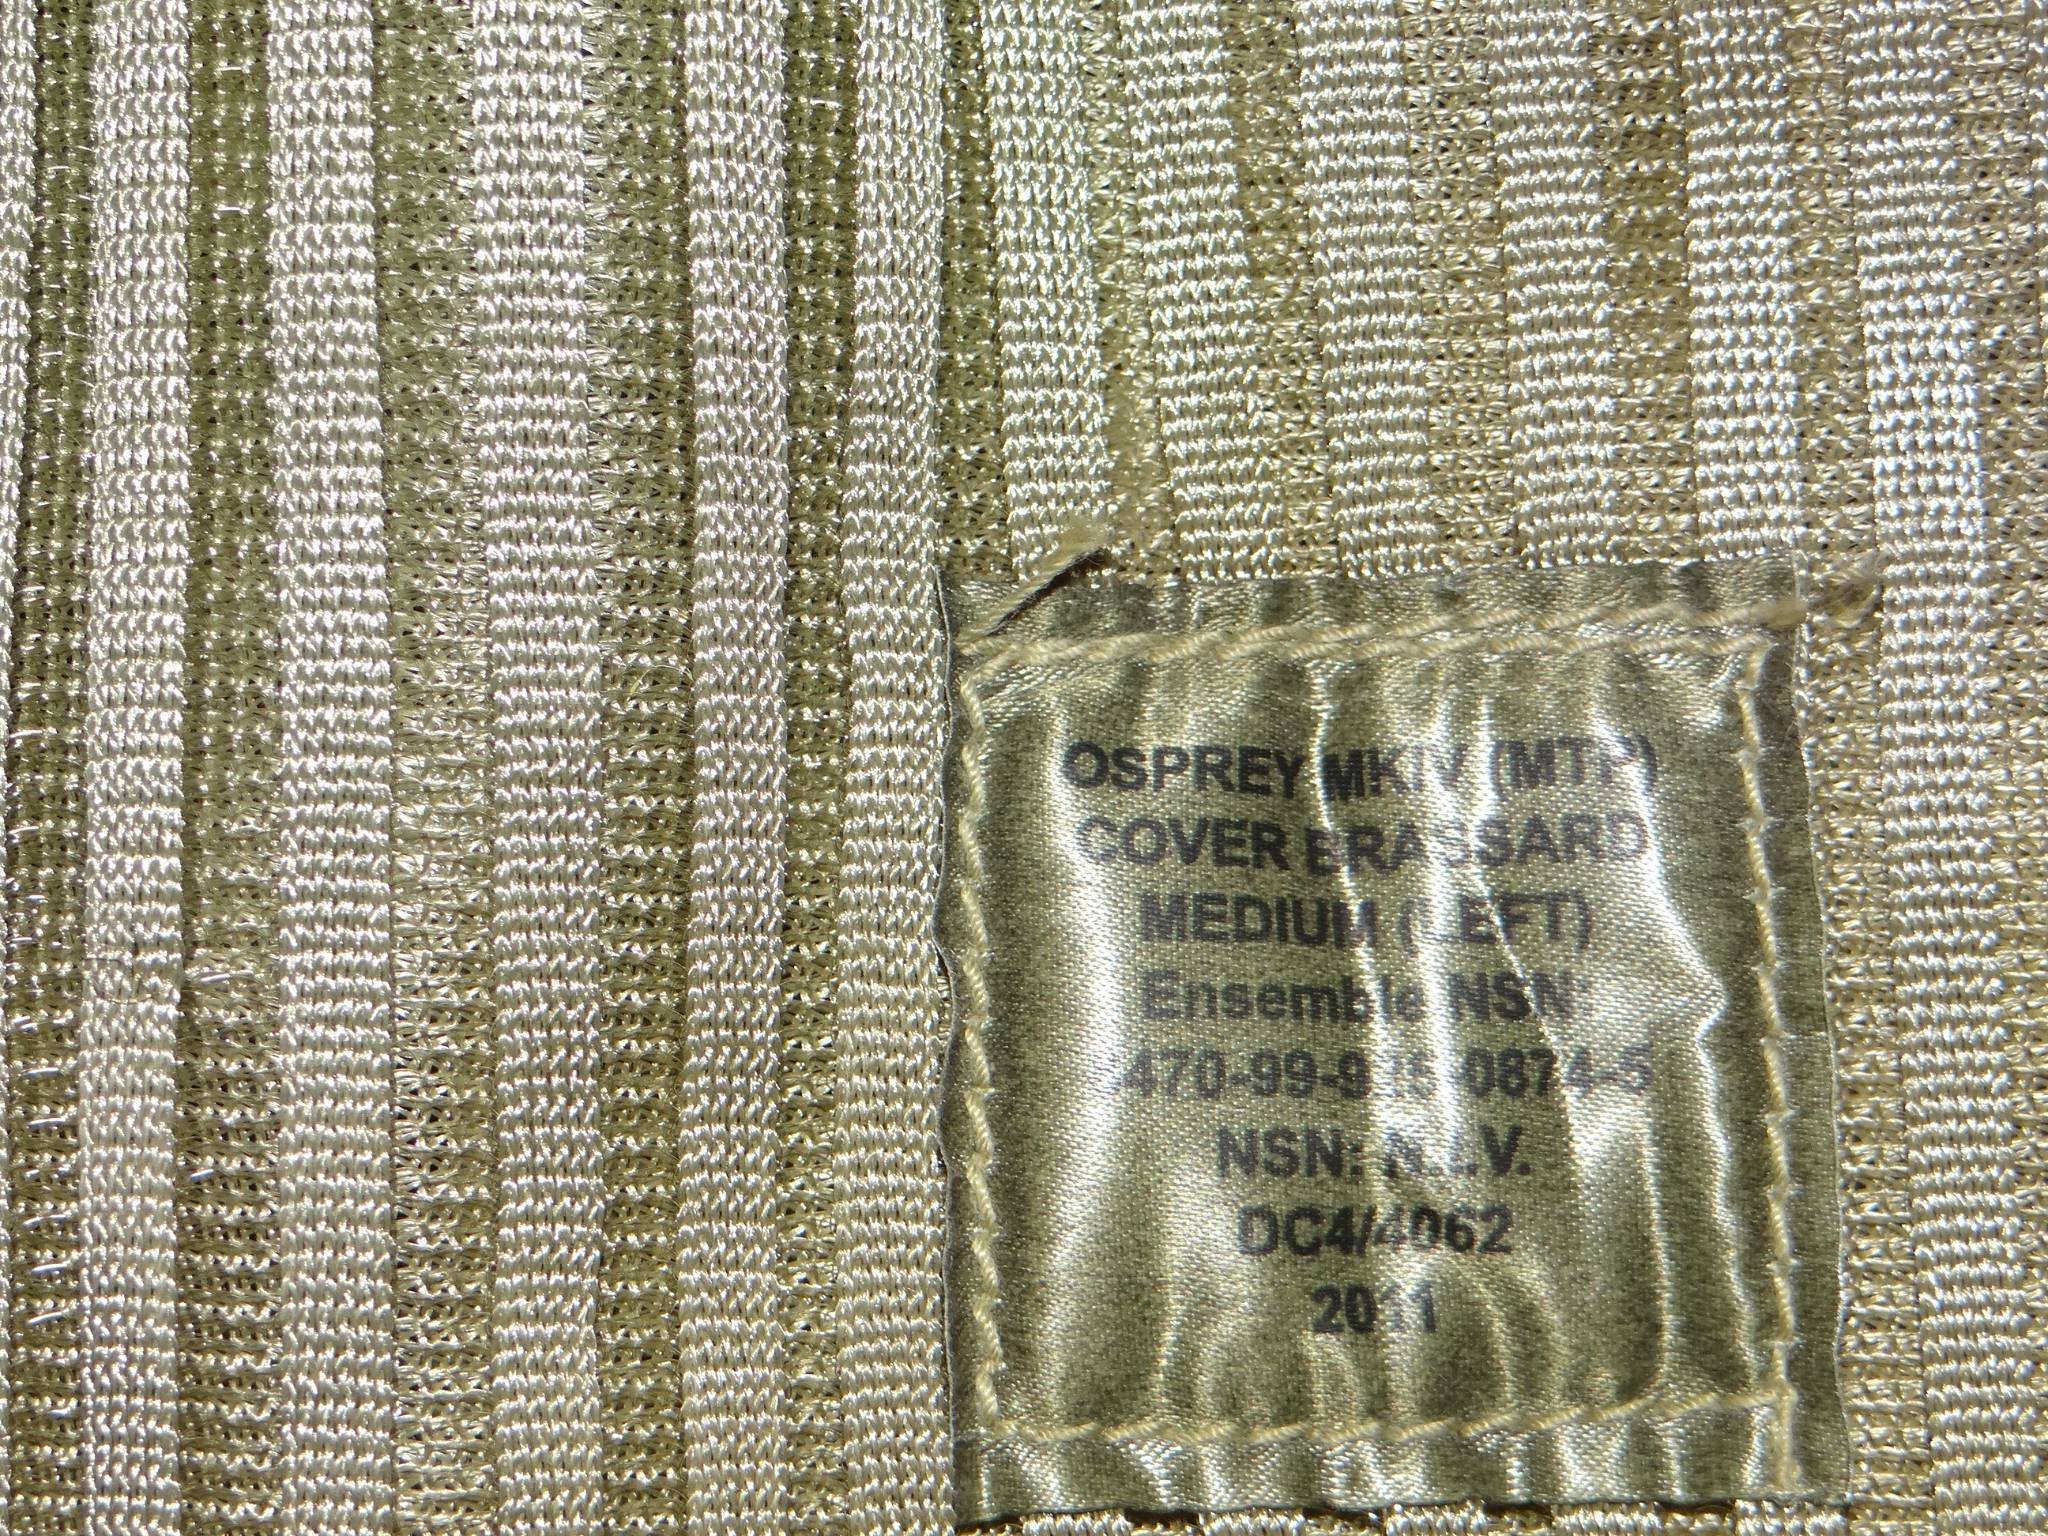 OSPREY MKIV (MTP)
COVER BRASSARD
MEDIUM (LEFT)
Ensemble NSN:
NSN: N.I.V.
DC4/4062
2011